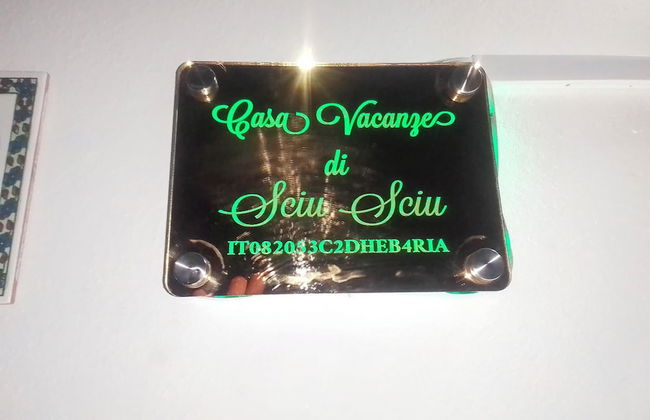 Casa Vacanze
di
Sciu Sciu
IT082053C2DHEB4RIA